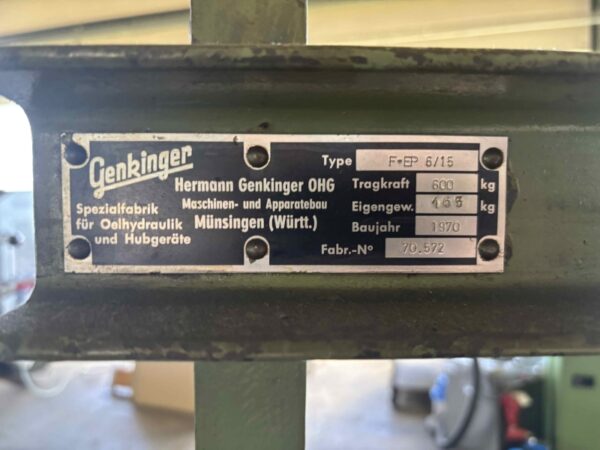 Genkinger
Spezialfabrik
für Oelhydraulik
und Hubgeräte
Hermann Genkinger OHG
Maschinen- und Apparatebau
Münsingen (Württ.)
Type F-EP 6/15
Tragkraft 600 kg
Eigengew. kg
Baujahr 1970
Fabr.-Nº 70.572